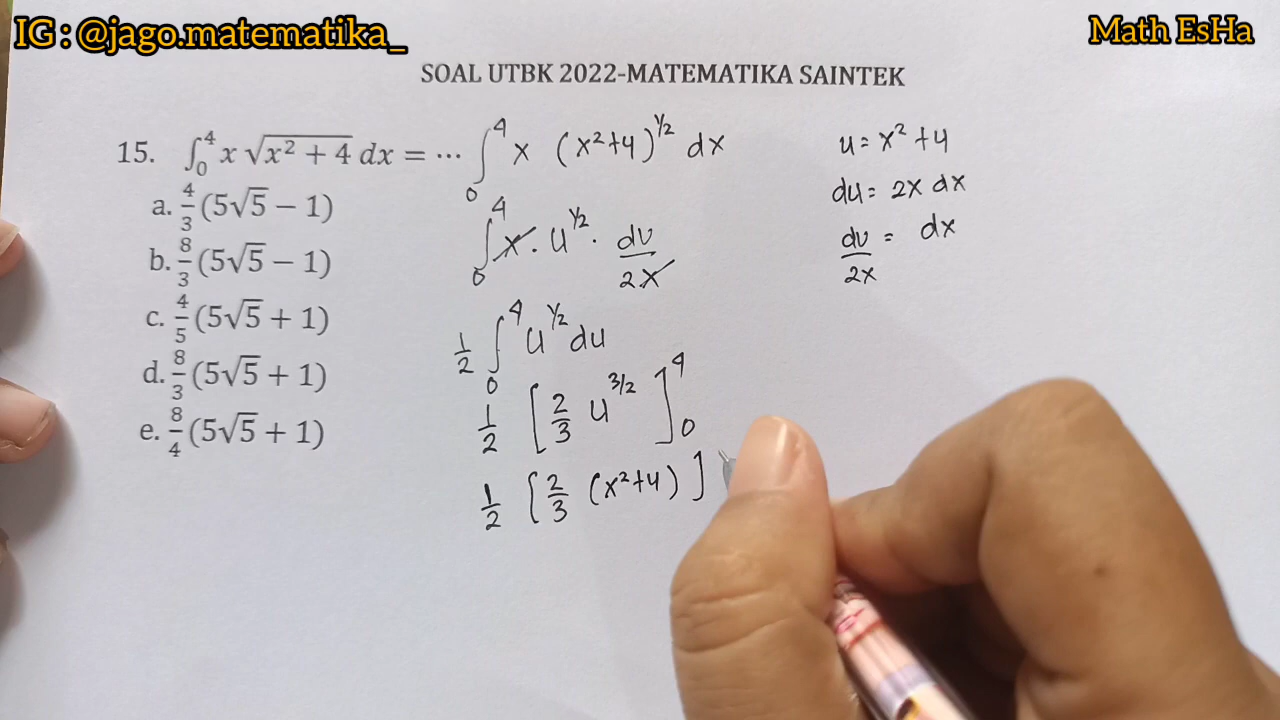 IG : @jago.matematika_
Math EsHa
SOAL UTBK 2022-MATEMATIKA SAINTEK
15. ∫₀⁴ x √(x² + 4) dx = ⋯
a. 4/3 (5√5 − 1)
b. 8/3 (5√5 − 1)
c. 4/5 (5√5 + 1)
d. 8/3 (5√5 + 1)
e. 8/4 (5√5 + 1)
∫₀⁴ x (x²+4)^½ dx
∫₀⁴ x · u^½ · du/2x
½ ∫₀⁴ u^½ du
½ [2/3 u^3/2]₀⁴
½ [2/3 (x²+4)]
u = x² + 4
du = 2x dx
du/2x = dx